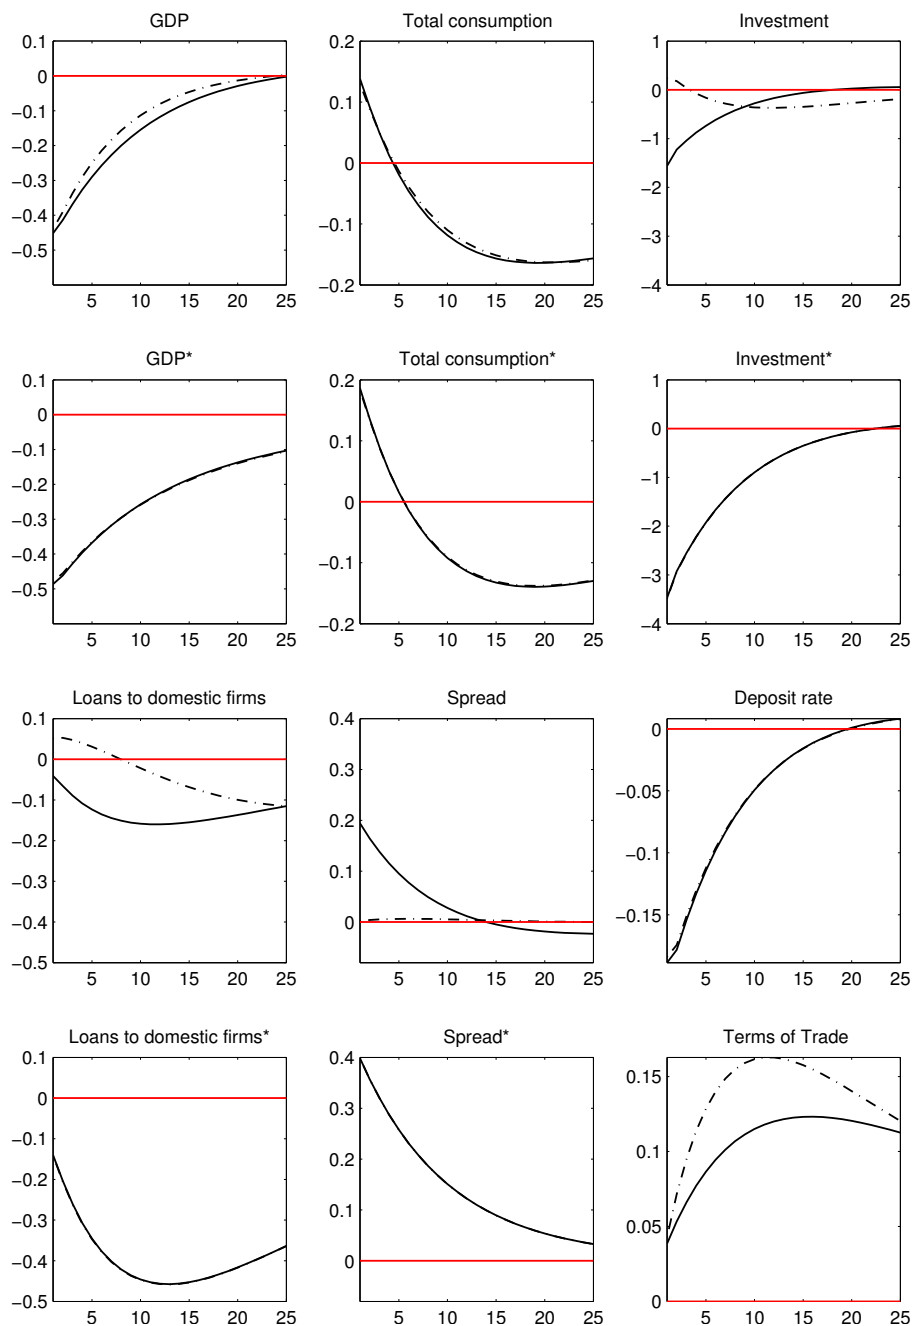 GDP
Total consumption
Investment
0.1
0
−0.1
−0.2
−0.3
−0.4
−0.5
5 10 15 20 25
0.2
0.1
0
−0.1
−0.2
5 10 15 20 25
1
0
−1
−2
−3
−4
5 10 15 20 25
GDP*
Total consumption*
Investment*
0.1
0
−0.1
−0.2
−0.3
−0.4
−0.5
5 10 15 20 25
0.2
0.1
0
−0.1
−0.2
5 10 15 20 25
1
0
−1
−2
−3
−4
5 10 15 20 25
Loans to domestic firms
Spread
Deposit rate
0.1
0
−0.1
−0.2
−0.3
−0.4
−0.5
5 10 15 20 25
0.4
0.3
0.2
0.1
0
5 10 15 20 25
0
−0.05
−0.1
−0.15
5 10 15 20 25
Loans to domestic firms*
Spread*
Terms of Trade
0.1
0
−0.1
−0.2
−0.3
−0.4
−0.5
5 10 15 20 25
0.4
0.3
0.2
0.1
0
5 10 15 20 25
0.15
0.1
0.05
0
5 10 15 20 25